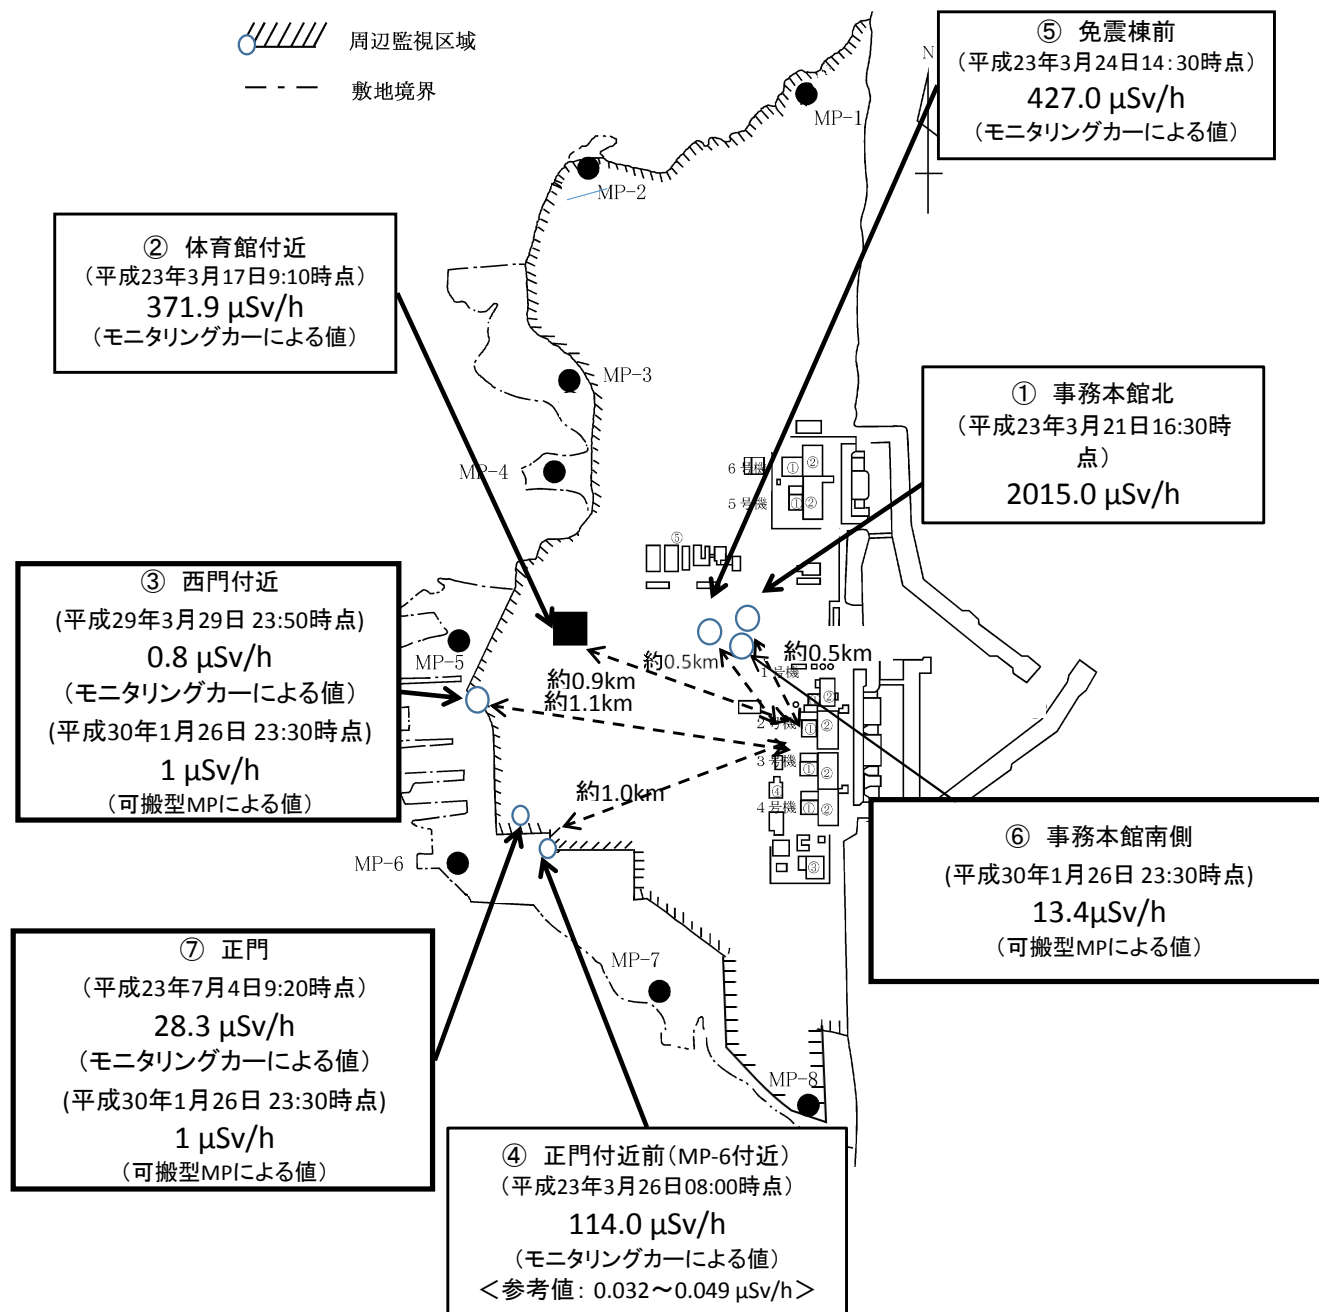 周辺監視区域
敷地境界
⑤ 免震棟前
(平成23年3月24日14:30時点)
427.0 μSv/h
(モニタリングカーによる値)
N
MP-1
MP-2
② 体育館付近
(平成23年3月17日9:10時点)
371.9 μSv/h
(モニタリングカーによる値)
MP-3
① 事務本館北
(平成23年3月21日16:30時
点)
2015.0 μSv/h
MP-4
6号機
①
②
5号機
①
②
⑤
③ 西門付近
(平成29年3月29日 23:50時点)
0.8 μSv/h
(モニタリングカーによる値)
(平成30年1月26日 23:30時点)
1 μSv/h
(可搬型MPによる値)
MP-5
約0.5km
約0.5km
1号機
②
約0.9km
約1.1km
2号機
①
②
3号機
①
②
約1.0km
④
4号機
①
②
③
MP-6
⑥ 事務本館南側
(平成30年1月26日 23:30時点)
13.4μSv/h
(可搬型MPによる値)
⑦ 正門
(平成23年7月4日9:20時点)
28.3 μSv/h
(モニタリングカーによる値)
(平成30年1月26日 23:30時点)
1 μSv/h
(可搬型MPによる値)
MP-7
MP-8
④ 正門付近前(MP-6付近)
(平成23年3月26日08:00時点)
114.0 μSv/h
(モニタリングカーによる値)
<参考値: 0.032~0.049 μSv/h>